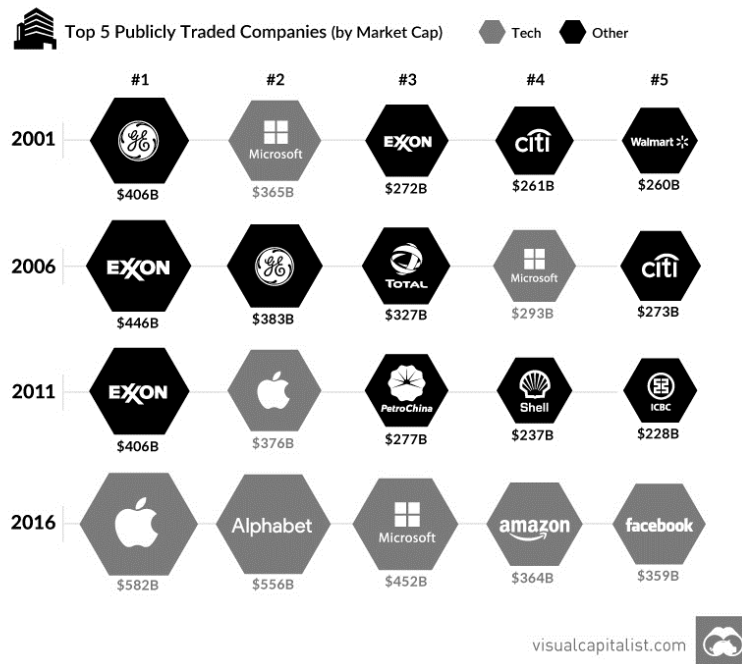 Top 5 Publicly Traded Companies (by Market Cap) Tech Other
#1 #2 #3 #4 #5
2001 GE Microsoft EXXON citi Walmart
$406B $365B $272B $261B $260B
2006 EXXON GE TOTAL Microsoft citi
$446B $383B $327B $293B $273B
2011 EXXON PetroChina Shell ICBC
$406B $376B $277B $237B $228B
2016 Alphabet Microsoft amazon facebook
$582B $556B $452B $364B $359B
visualcapitalist.com